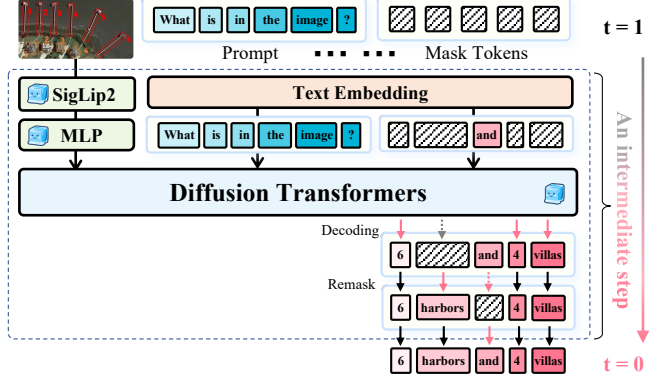 What is in the image ?
t = 1
Prompt
Mask Tokens
SigLip2
Text Embedding
MLP
What is in the image ?
and
Diffusion Transformers
An intermediate step
Decoding
6 and 4 villas
Remask
6 harbors 4 villas
6 harbors and 4 villas
t = 0